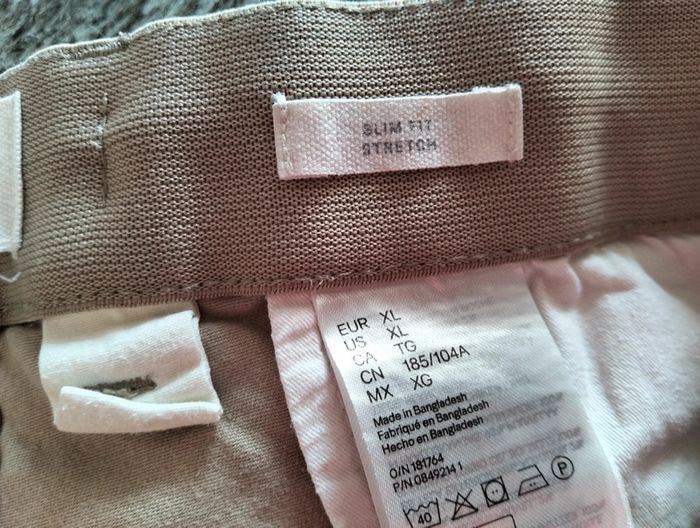 SLIM FIT
STRETCH
EUR XL
US XL
CA TG
CN 185/104A
MX XG
Made in Bangladesh
Fabriqué en Bangladesh
Hecho en Bangladesh
O/N 181764
P/N 0849214 1
40
P